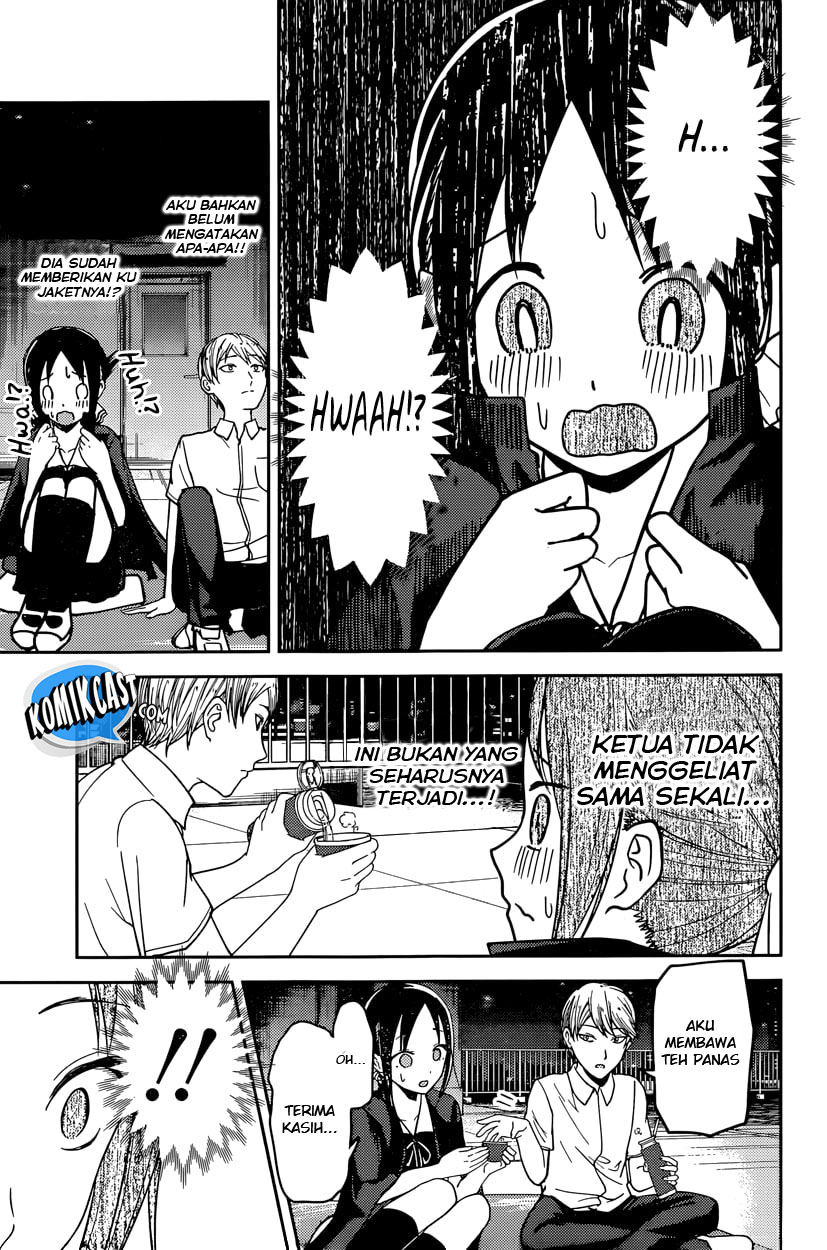 H...
HWAAH!?
AKU BAHKAN
BELUM
MENGATAKAN
APA-APA!!
DIA SUDAH
MEMBERIKAN KU
JAKETNYA!?
Huh!?
Hwa!?
KETUA TIDAK
MENGGELIAT
SAMA SEKALI...
INI BUKAN YANG
SEHARUSNYA
TERJADI...!
KOMIKCAST
.COM
AKU
MEMBAWA
TEH PANAS
OH...
TERIMA
KASIH...
!!